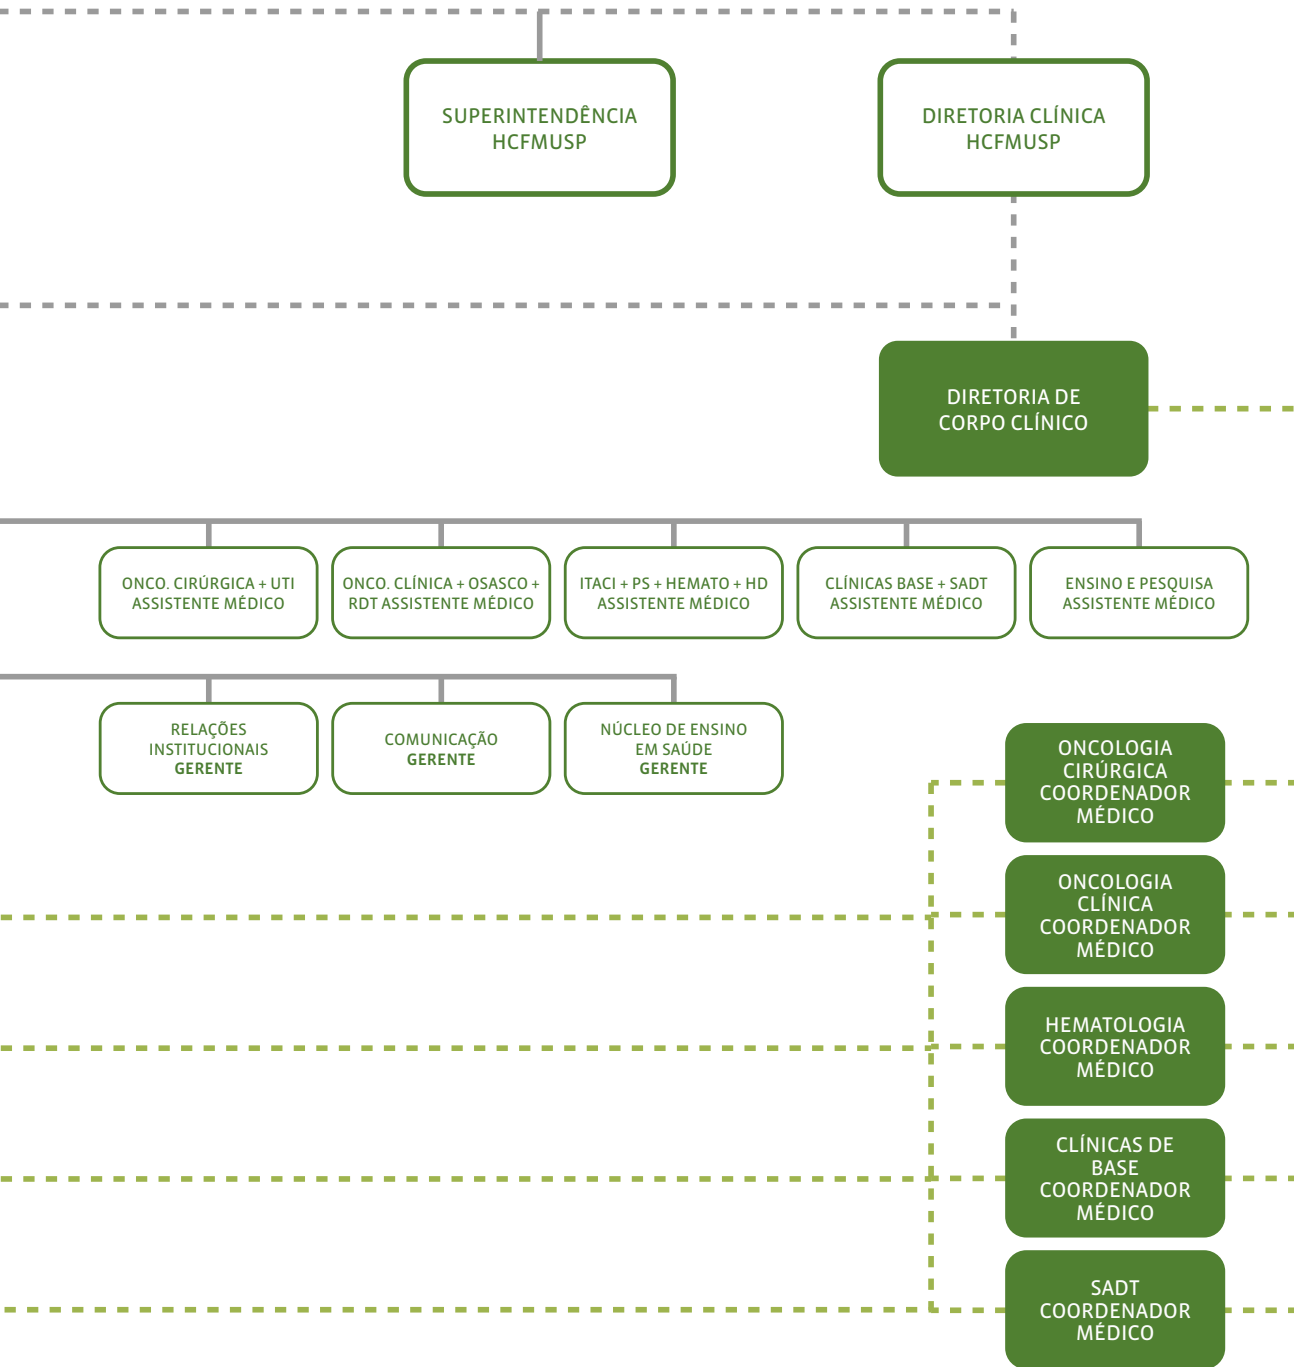 SUPERINTENDÊNCIA
HCFMUSP
DIRETORIA CLÍNICA
HCFMUSP
DIRETORIA DE
CORPO CLÍNICO
ONCO. CIRÚRGICA + UTI
ASSISTENTE MÉDICO
ONCO. CLÍNICA + OSASCO +
RDT ASSISTENTE MÉDICO
ITACI + PS + HEMATO + HD
ASSISTENTE MÉDICO
CLÍNICAS BASE + SADT
ASSISTENTE MÉDICO
ENSINO E PESQUISA
ASSISTENTE MÉDICO
RELAÇÕES
INSTITUCIONAIS
GERENTE
COMUNICAÇÃO
GERENTE
NÚCLEO DE ENSINO
EM SAÚDE
GERENTE
ONCOLOGIA
CIRÚRGICA
COORDENADOR
MÉDICO
ONCOLOGIA
CLÍNICA
COORDENADOR
MÉDICO
HEMATOLOGIA
COORDENADOR
MÉDICO
CLÍNICAS DE
BASE
COORDENADOR
MÉDICO
SADT
COORDENADOR
MÉDICO